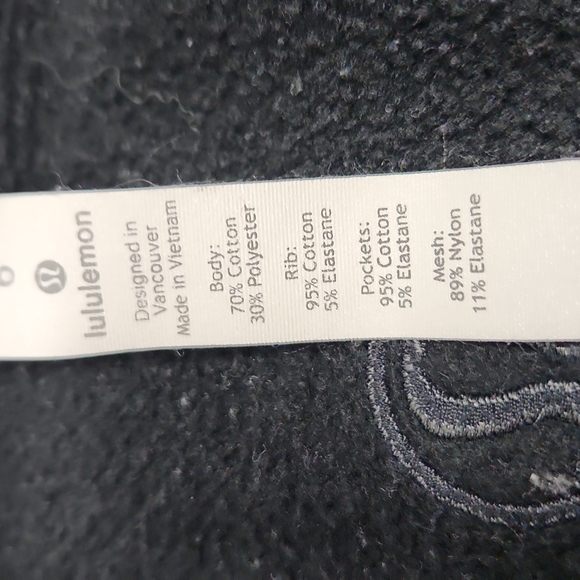 lululemon
Designed in
Vancouver
Made in Vietnam
Body:
70% Cotton
30% Polyester
Rib:
95% Cotton
5% Elastane
Pockets:
95% Cotton
5% Elastane
Mesh:
89% Nylon
11% Elastane